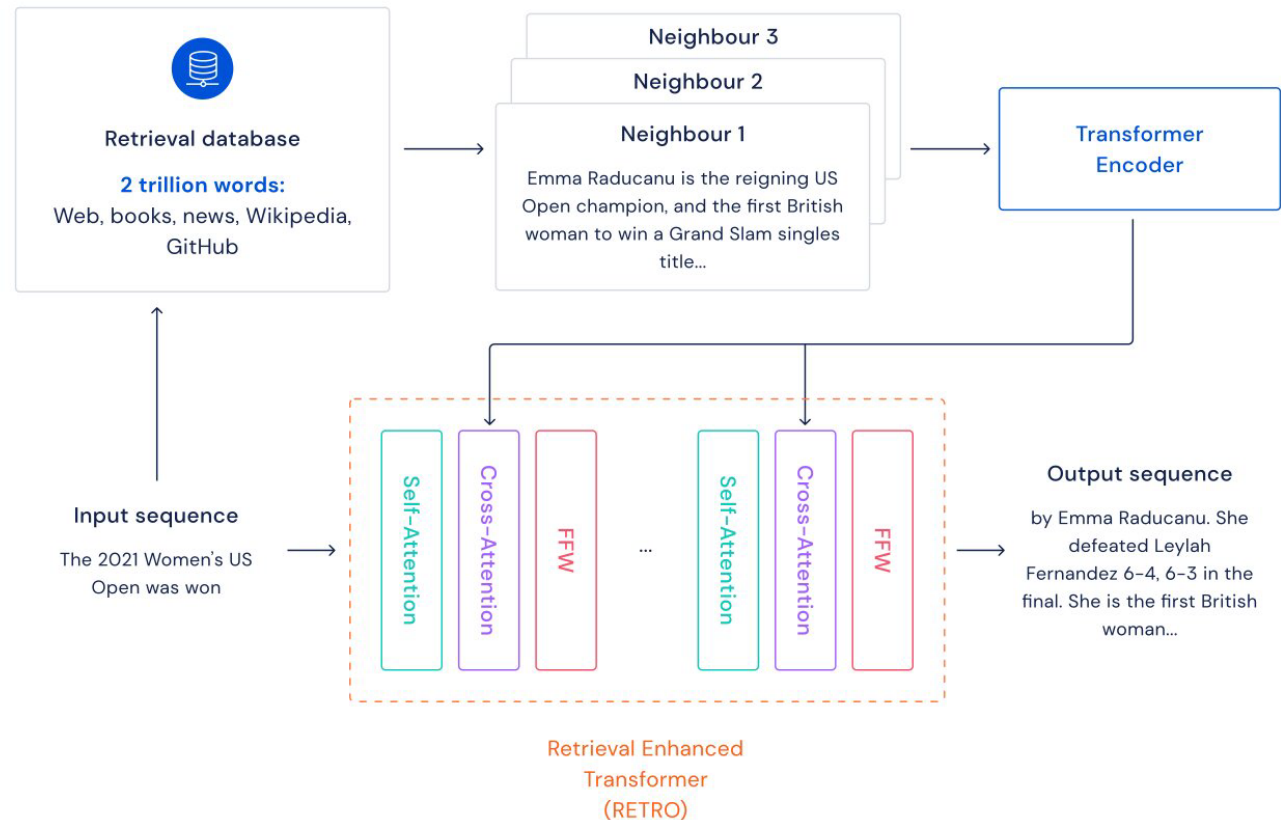 Neighbour 3
Neighbour 2
Neighbour 1
Emma Raducanu is the reigning US
Open champion, and the first British
woman to win a Grand Slam singles
title...
Retrieval database
2 trillion words:
Web, books, news, Wikipedia,
GitHub
Transformer
Encoder
Input sequence
The 2021 Women’s US
Open was won
Self-Attention
Cross-Attention
FFW
...
Self-Attention
Cross-Attention
FFW
Output sequence
by Emma Raducanu. She
defeated Leylah
Fernandez 6-4, 6-3 in the
final. She is the first British
woman...
Retrieval Enhanced
Transformer
(RETRO)